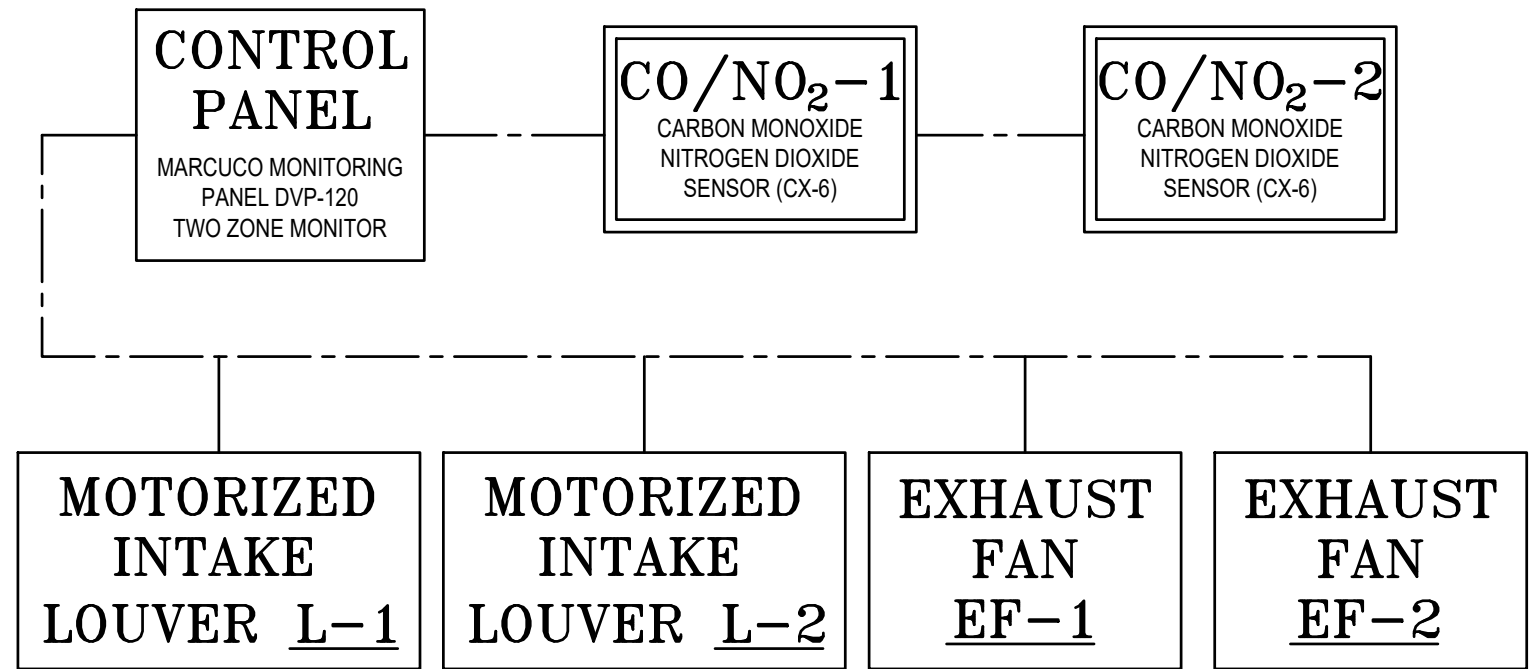 CONTROL
PANEL
MARCUCO MONITORING
PANEL DVP-120
TWO ZONE MONITOR
CO/NO₂-1
CARBON MONOXIDE
NITROGEN DIOXIDE
SENSOR (CX-6)
CO/NO₂-2
CARBON MONOXIDE
NITROGEN DIOXIDE
SENSOR (CX-6)
MOTORIZED
INTAKE
LOUVER L-1
MOTORIZED
INTAKE
LOUVER L-2
EXHAUST
FAN
EF-1
EXHAUST
FAN
EF-2